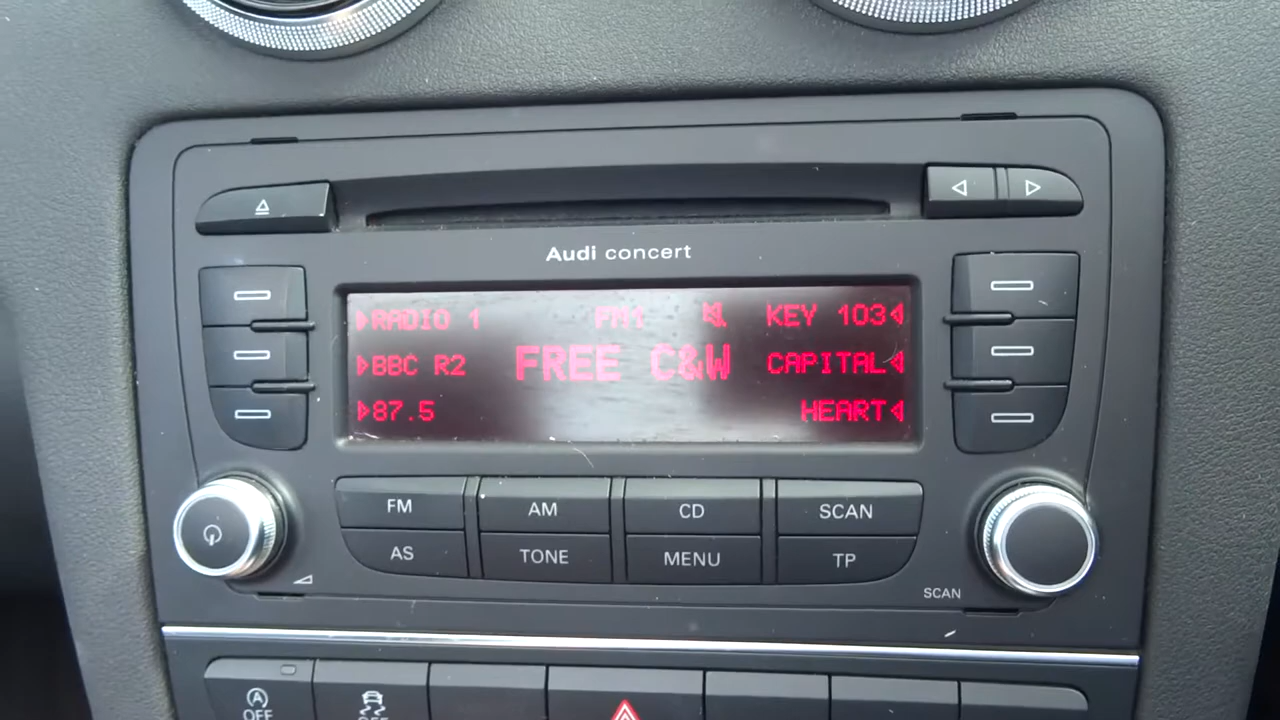 Audi concert
RADIO 1 FM1 KEY 103
BBC R2 FREE C&W CAPITAL
87.5 HEART
FM AM CD SCAN
AS TONE MENU TP
SCAN
A OFF OFF